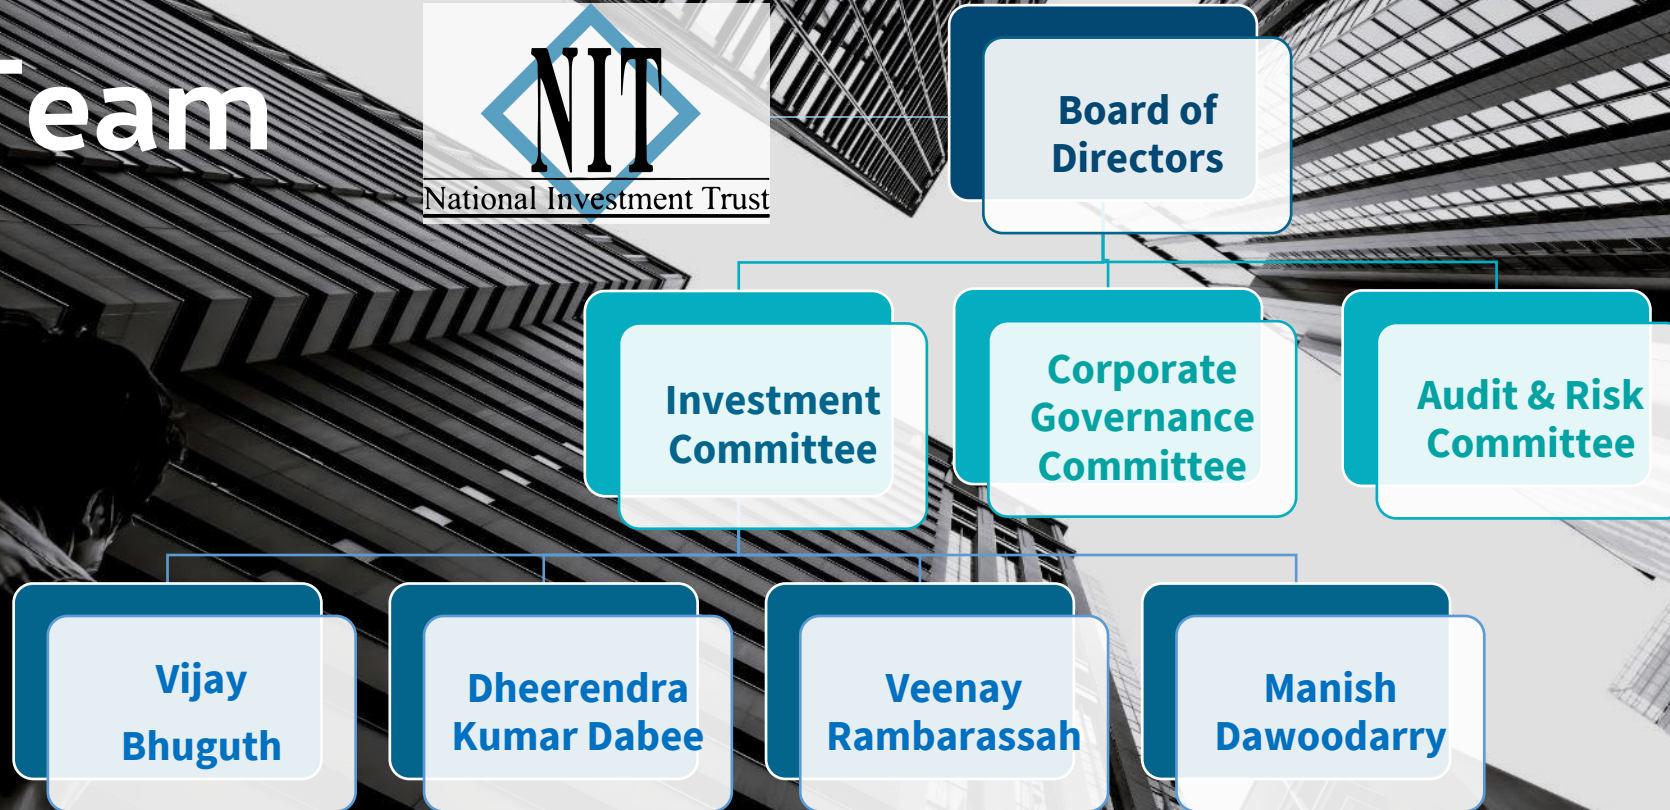 Team
NIT
National Investment Trust
Board of
Directors
Investment
Committee
Corporate
Governance
Committee
Audit & Risk
Committee
Vijay
Bhuguth
Dheerendra
Kumar Dabee
Veenay
Rambarassah
Manish
Dawoodarry